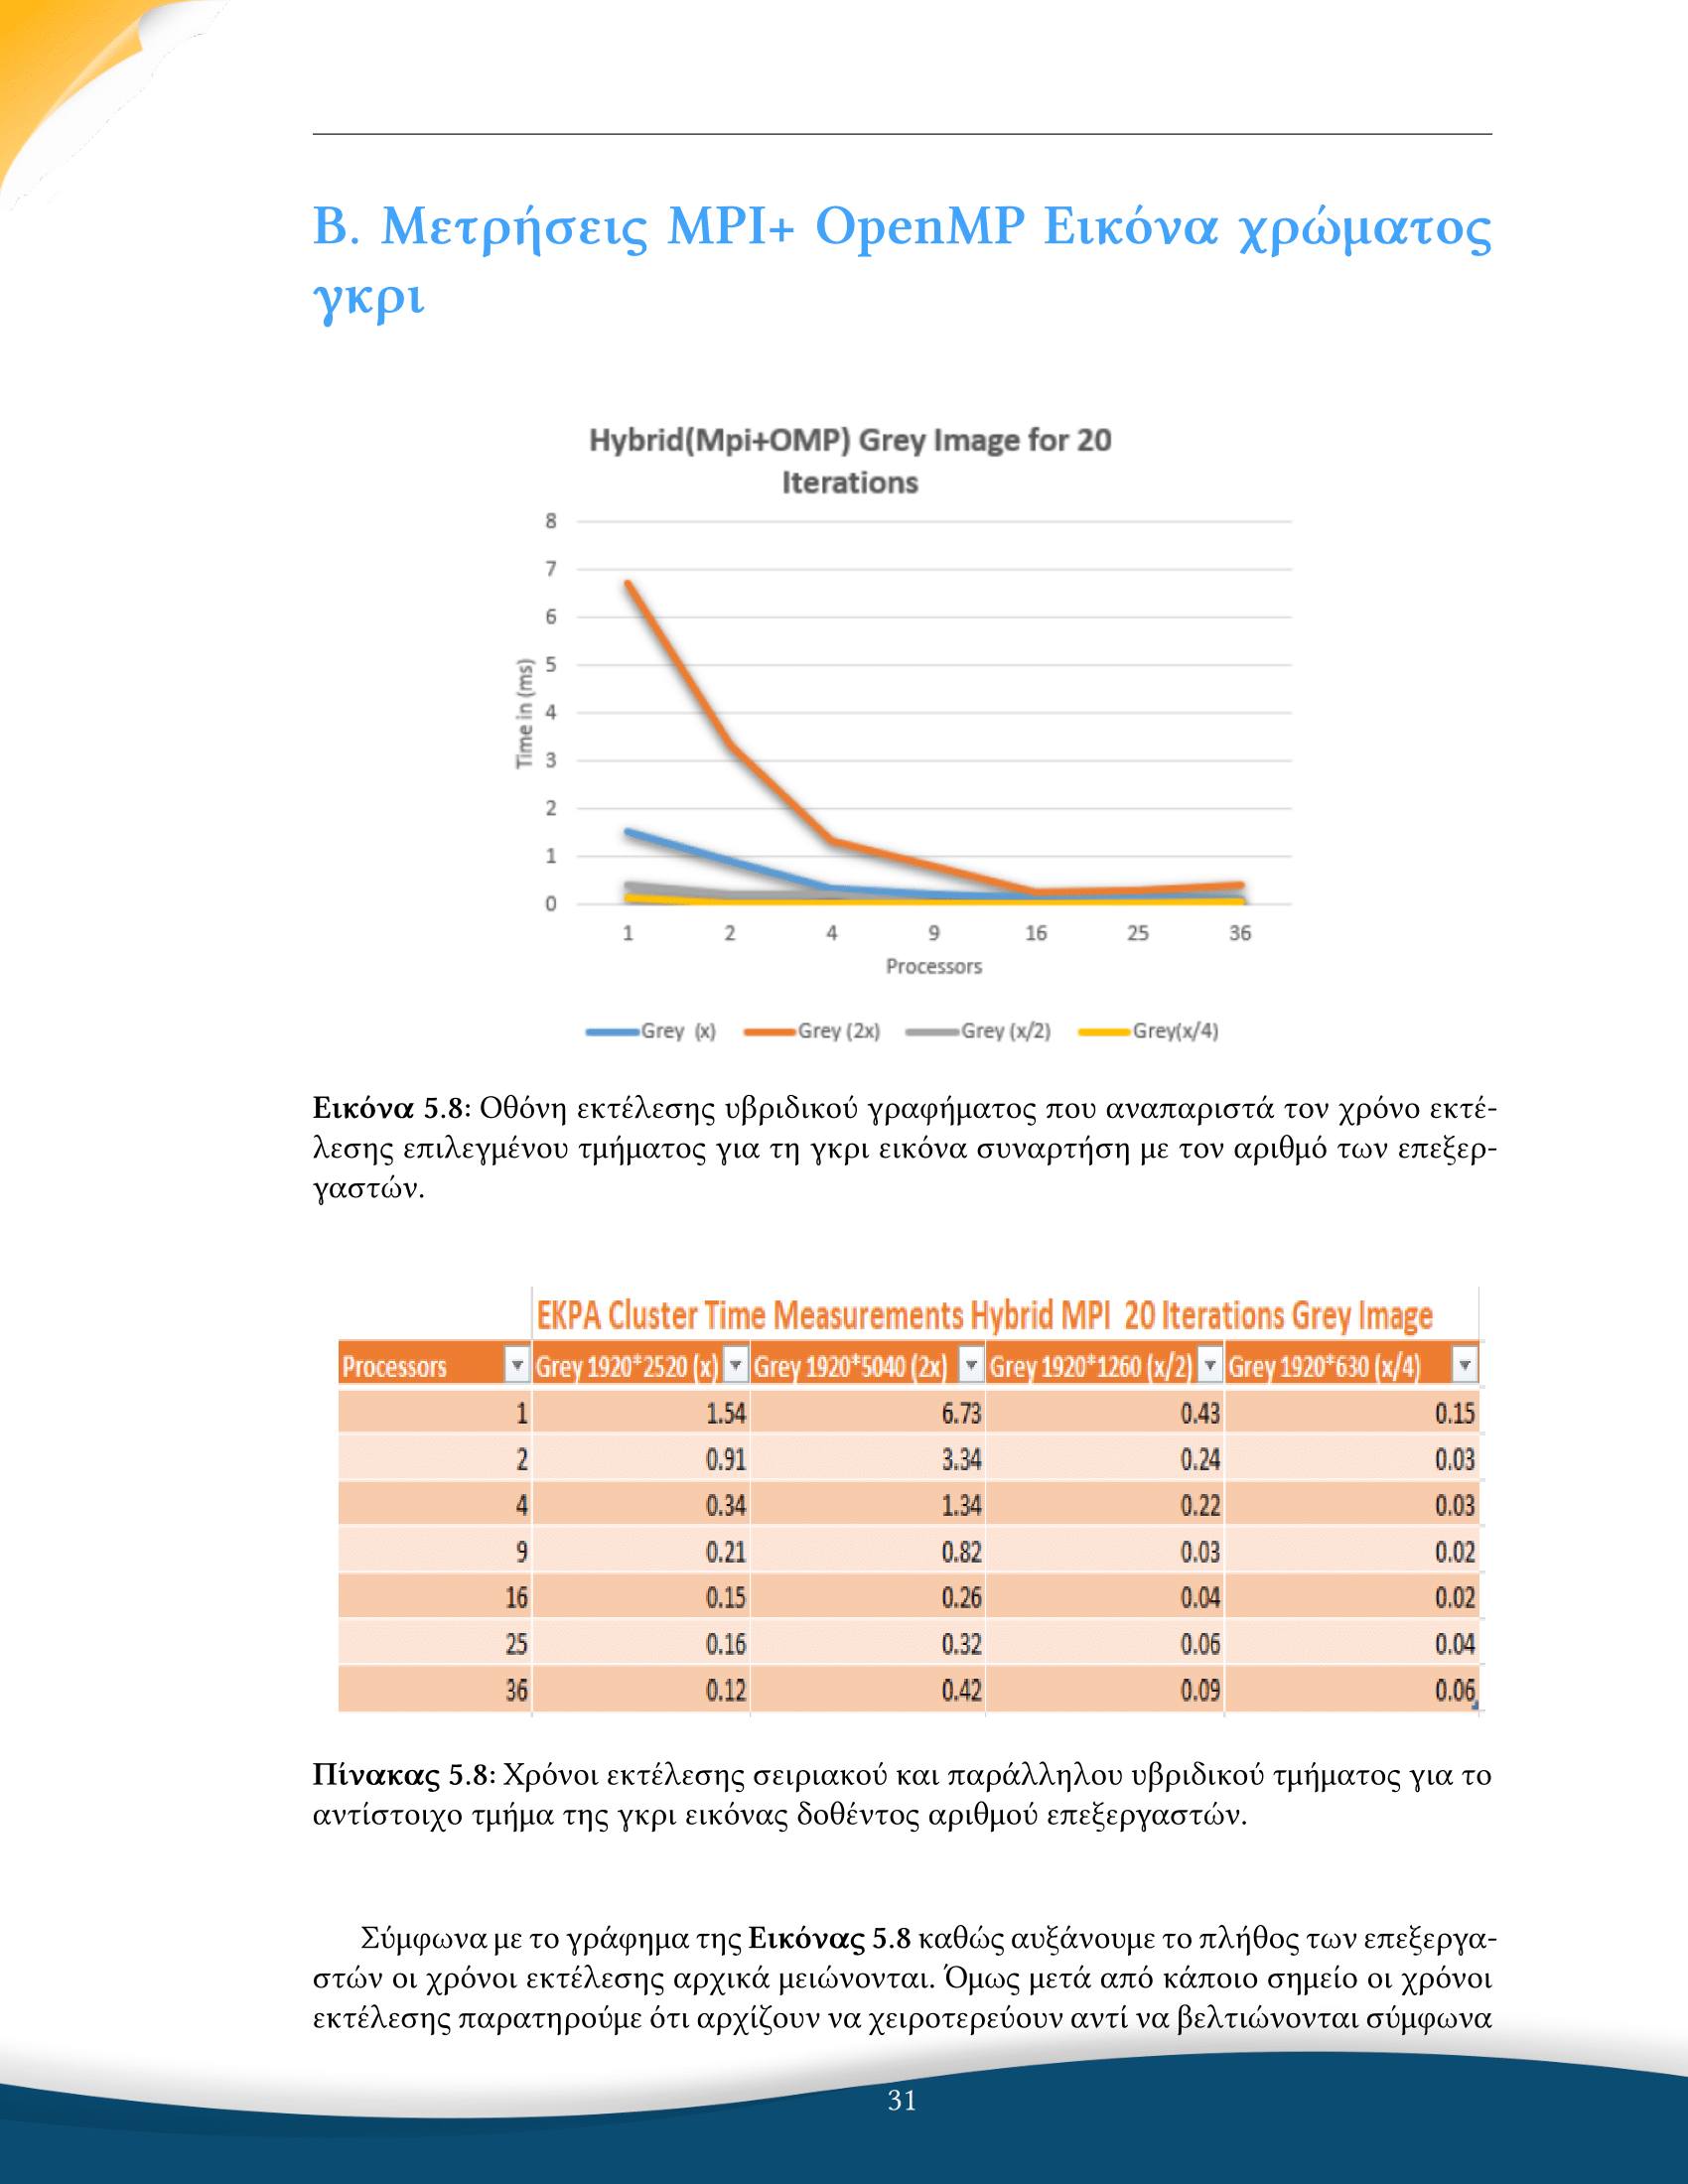 Β. Μετρήσεις MPI+ OpenMP Εικόνα χρώματος
γκρι
Hybrid(Mpi+OMP) Grey Image for 20
Iterations
8
7
6
5
4
3
2
1
0
Time in (ms)
1 2 4 9 16 25 36
Processors
Grey (x) Grey (2x) Grey (x/2) Grey(x/4)
Εικόνα 5.8: Οθόνη εκτέλεσης υβριδικού γραφήματος που αναπαριστά τον χρόνο εκτέ-
λεσης επιλεγμένου τμήματος για τη γκρι εικόνα συναρτήση με τον αριθμό των επεξερ-
γαστών.
EKPA Cluster Time Measurements Hybrid MPI 20 Iterations Grey Image
Processors Grey 1920*2520 (x) Grey 1920*5040 (2x) Grey 1920*1260 (x/2) Grey 1920*630 (x/4)
1 1.54 6.73 0.43 0.15
2 0.91 3.34 0.24 0.03
4 0.34 1.34 0.22 0.03
9 0.21 0.82 0.03 0.02
16 0.15 0.26 0.04 0.02
25 0.16 0.32 0.06 0.04
36 0.12 0.42 0.09 0.06
Πίνακας 5.8: Χρόνοι εκτέλεσης σειριακού και παράλληλου υβριδικού τμήματος για το
αντίστοιχο τμήμα της γκρι εικόνας δοθέντος αριθμού επεξεργαστών.
Σύμφωνα με το γράφημα της Εικόνας 5.8 καθώς αυξάνουμε το πλήθος των επεξεργα-
στών οι χρόνοι εκτέλεσης αρχικά μειώνονται. Όμως μετά από κάποιο σημείο οι χρόνοι
εκτέλεσης παρατηρούμε ότι αρχίζουν να χειροτερεύουν αντί να βελτιώνονται σύμφωνα
31